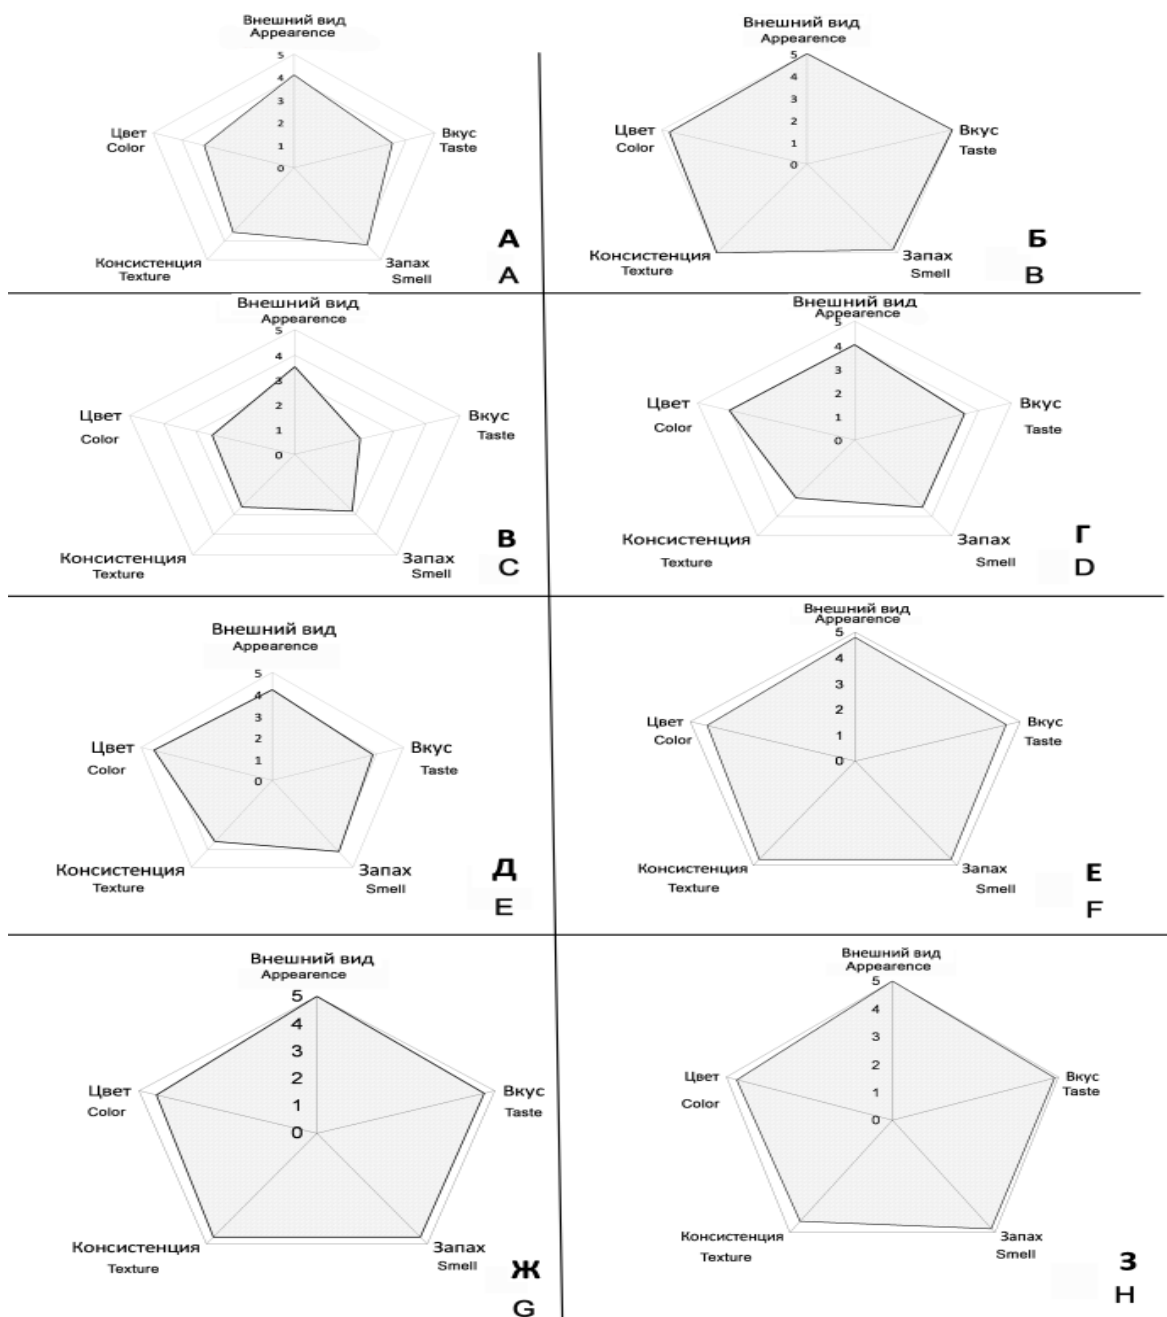 Внешний вид
Appearence
5
4
3
2
1
0
Цвет
Color
Вкус
Taste
Консистенция
Texture
Запах
Smell
А
A
Внешний вид
Appearence
5
4
3
2
1
0
Цвет
Color
Вкус
Taste
Консистенция
Texture
Запах
Smell
Б
B
Внешний вид
Appearence
5
4
3
2
1
0
Цвет
Color
Вкус
Taste
Консистенция
Texture
Запах
Smell
В
C
Внешний вид
Appearence
5
4
3
2
1
0
Цвет
Color
Вкус
Taste
Консистенция
Texture
Запах
Smell
Г
D
Внешний вид
Appearence
5
4
3
2
1
0
Цвет
Color
Вкус
Taste
Консистенция
Texture
Запах
Smell
Д
E
Внешний вид
Appearence
5
4
3
2
1
0
Цвет
Color
Вкус
Taste
Консистенция
Texture
Запах
Smell
Е
F
Внешний вид
Appearence
5
4
3
2
1
0
Цвет
Color
Вкус
Taste
Консистенция
Texture
Запах
Smell
Ж
G
Внешний вид
Appearence
5
4
3
2
1
0
Цвет
Color
Вкус
Taste
Консистенция
Texture
Запах
Smell
З
H